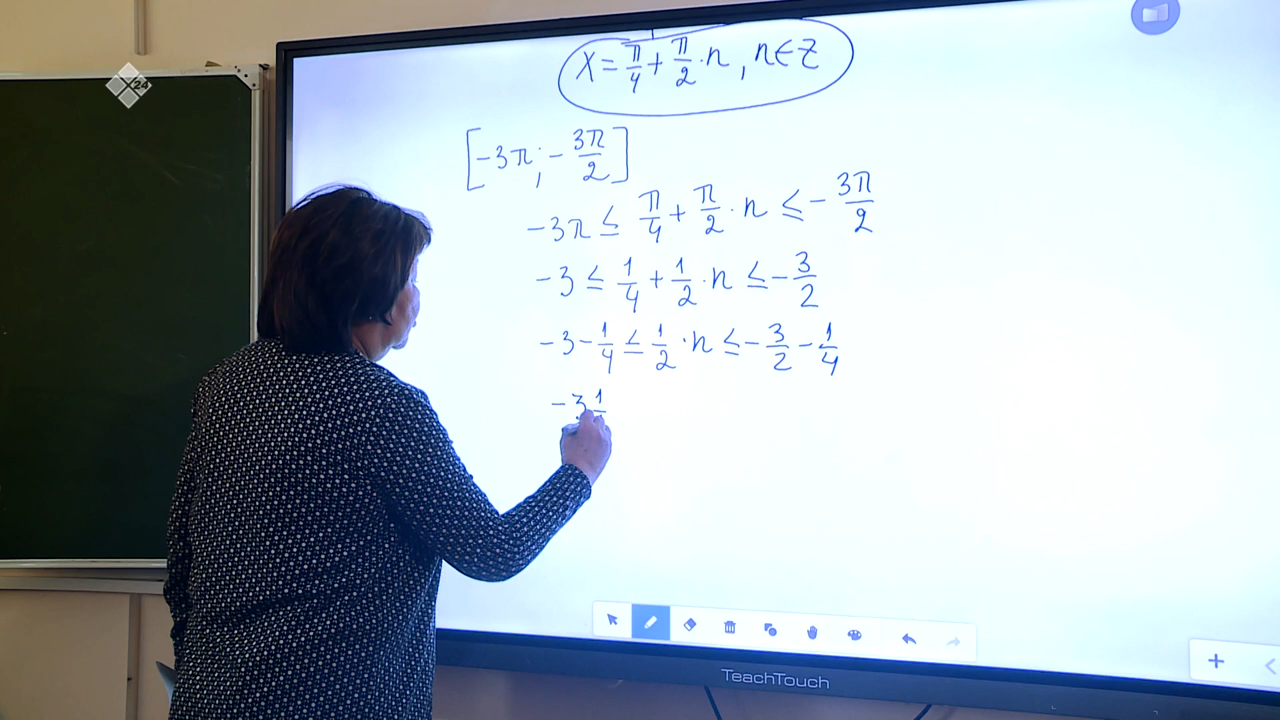 x = π/4 + π/2 · n, n ∈ Z
[-3π; -3π/2]
-3π ≤ π/4 + π/2 · n ≤ -3π/2
-3 ≤ 1/4 + 1/2 · n ≤ -3/2
-3 - 1/4 ≤ 1/2 · n ≤ -3/2 - 1/4
-3 1
TeachTouch
24